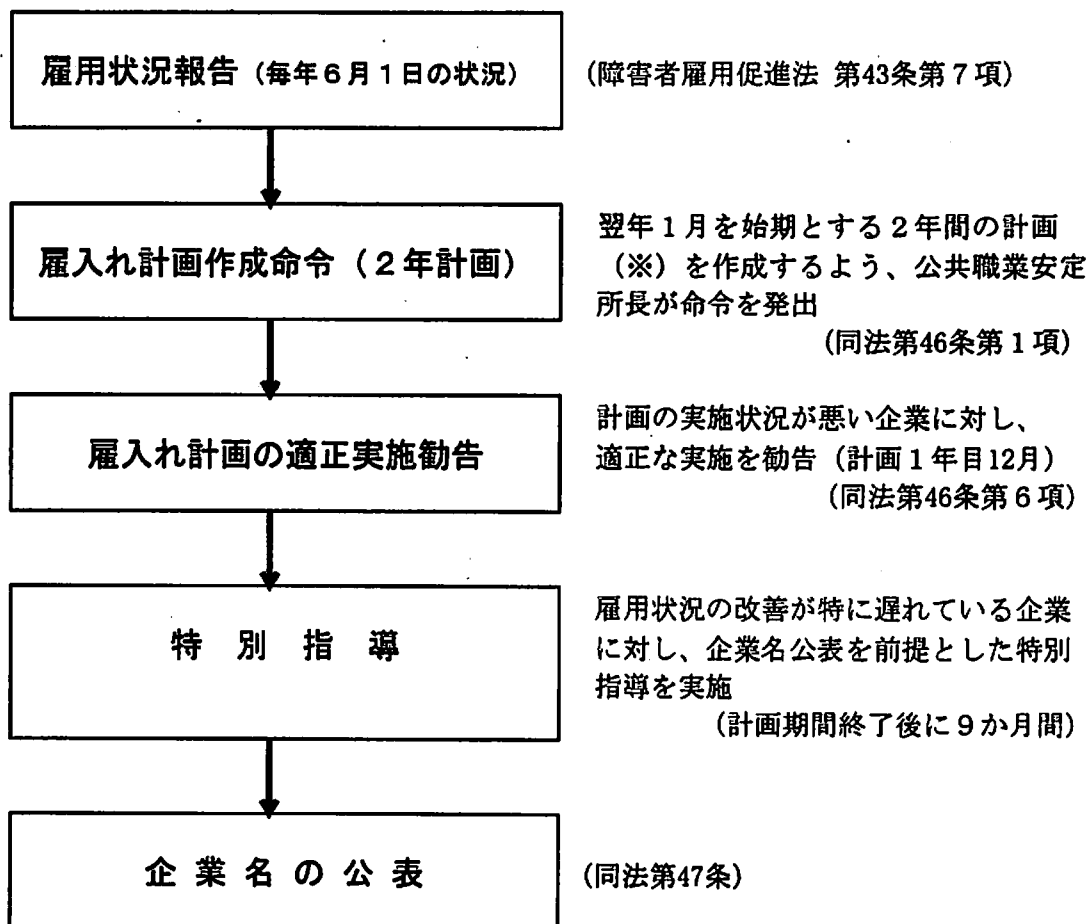 雇用状況報告（毎年６月１日の状況）
（障害者雇用促進法 第43条第７項）
雇入れ計画作成命令（２年計画）
翌年１月を始期とする２年間の計画
（※）を作成するよう、公共職業安定
所長が命令を発出
（同法第46条第１項）
雇入れ計画の適正実施勧告
計画の実施状況が悪い企業に対し、
適正な実施を勧告（計画１年目12月）
（同法第46条第６項）
特別指導
雇用状況の改善が特に遅れている企業
に対し、企業名公表を前提とした特別
指導を実施
（計画期間終了後に９か月間）
企業名の公表
（同法第47条）